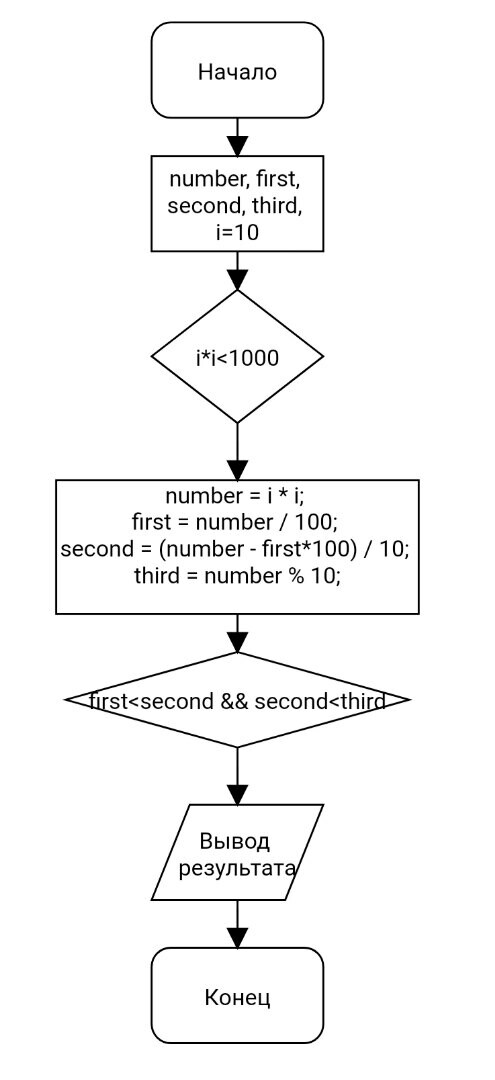 Начало
number, first,
second, third,
i=10
i*i<1000
number = i * i;
first = number / 100;
second = (number - first*100) / 10;
third = number % 10;
first<second && second<third
Вывод
результата
Конец